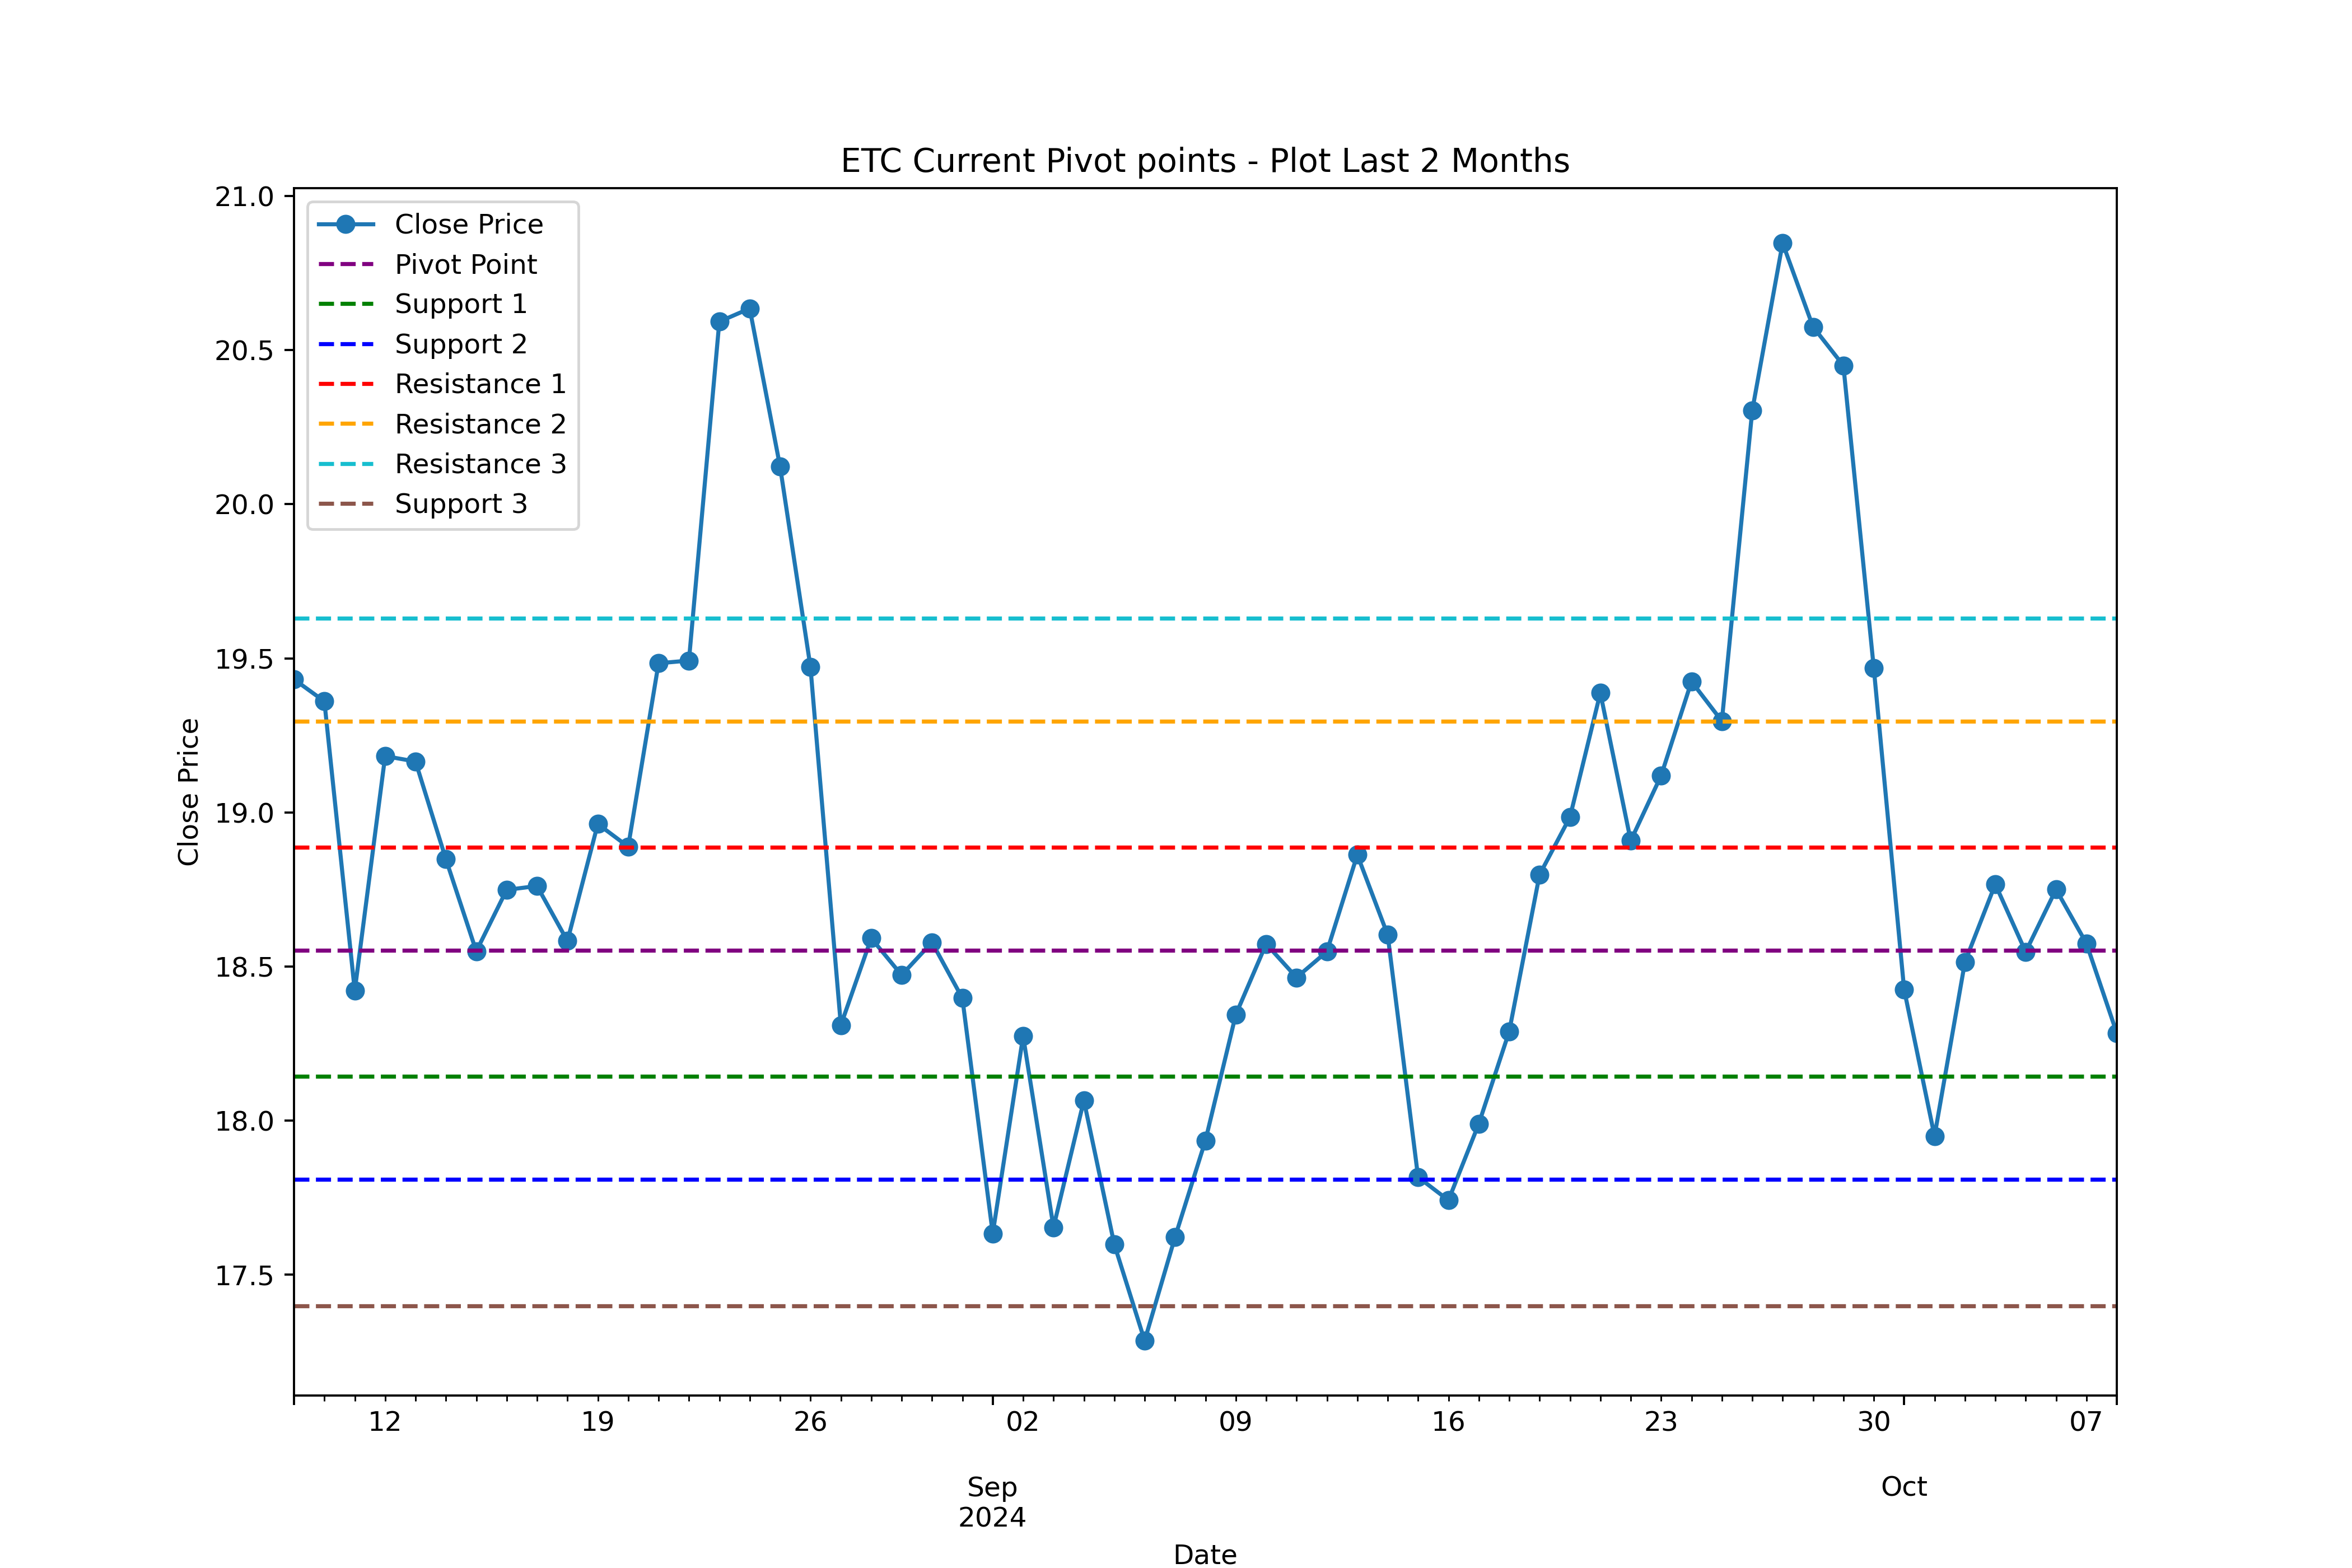 ETC Current Pivot points - Plot Last 2 Months
Close Price
Pivot Point
Support 1
Support 2
Resistance 1
Resistance 2
Resistance 3
Support 3
21.0
20.5
20.0
19.5
19.0
18.5
18.0
17.5
Close Price
12 19 26 02 09 16 23 30 07
Sep Oct
2024
Date